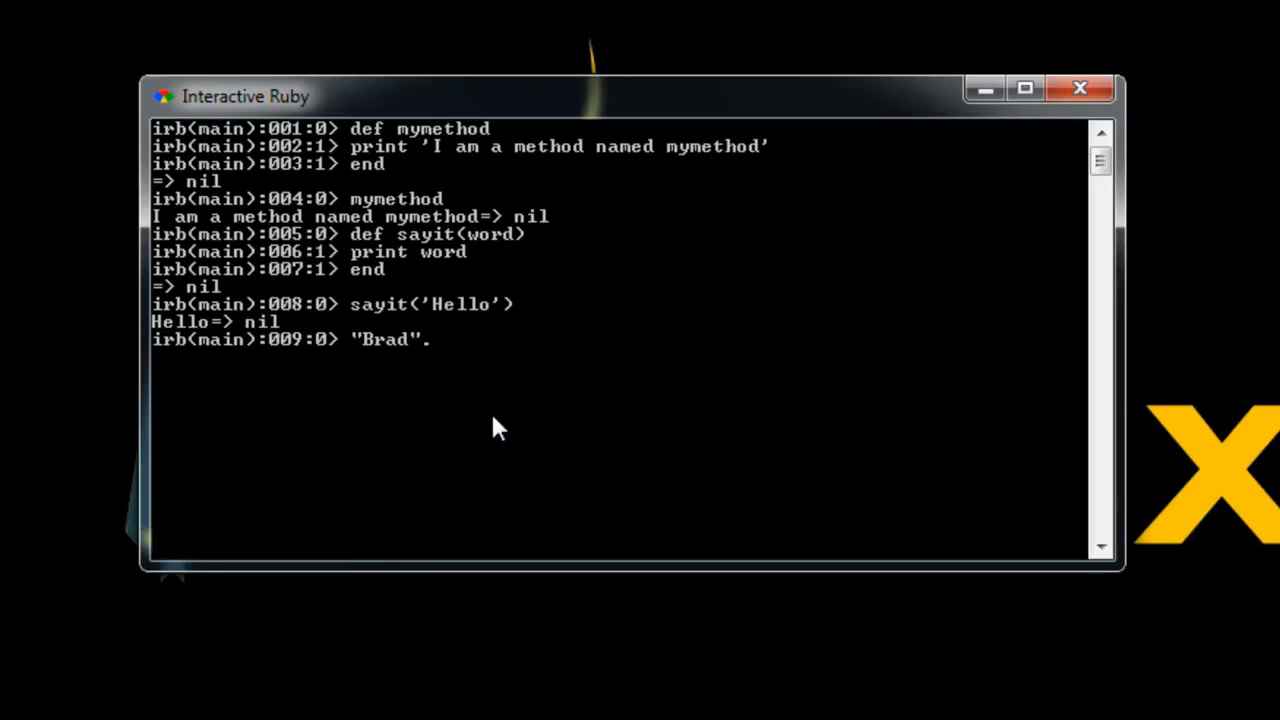 Interactive Ruby
irb(main):001:0> def mymethod
irb(main):002:1> print 'I am a method named mymethod'
irb(main):003:1> end
=> nil
irb(main):004:0> mymethod
I am a method named mymethod=> nil
irb(main):005:0> def sayit(word)
irb(main):006:1> print word
irb(main):007:1> end
=> nil
irb(main):008:0> sayit('Hello')
Hello=> nil
irb(main):009:0> "Brad".
X